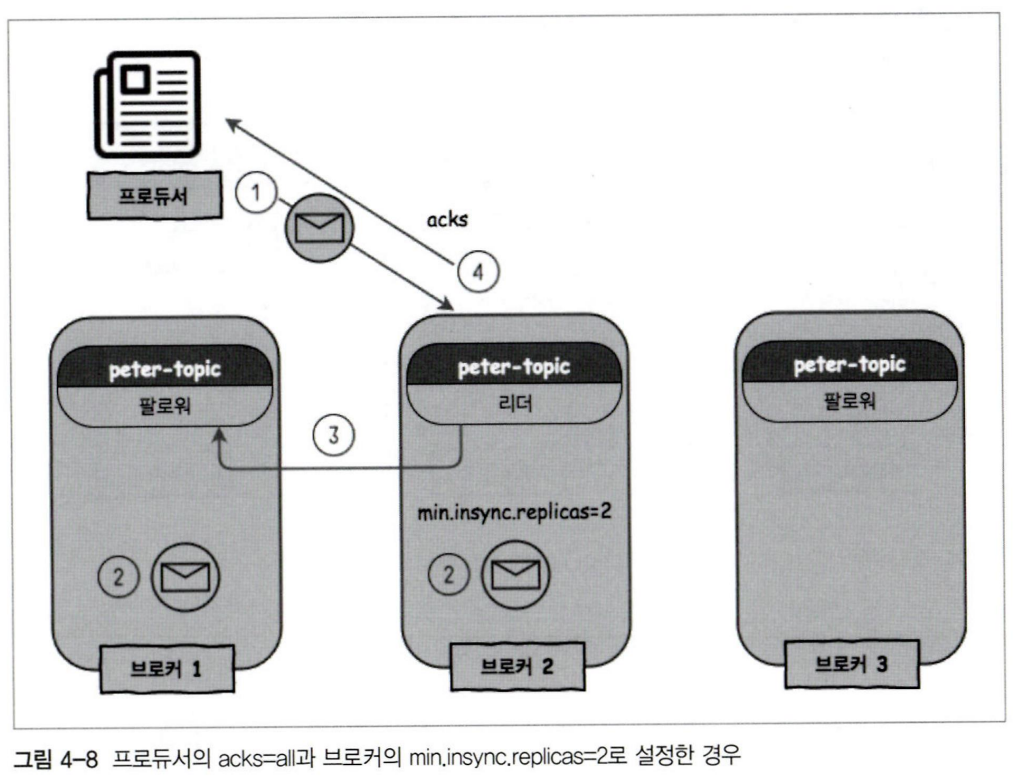 프로듀서
1
acks
4
peter-topic
팔로워
peter-topic
리더
peter-topic
팔로워
3
min.insync.replicas=2
2
2
브로커 1
브로커 2
브로커 3
그림 4-8 프로듀서의 acks=all과 브로커의 min.insync.replicas=2로 설정한 경우